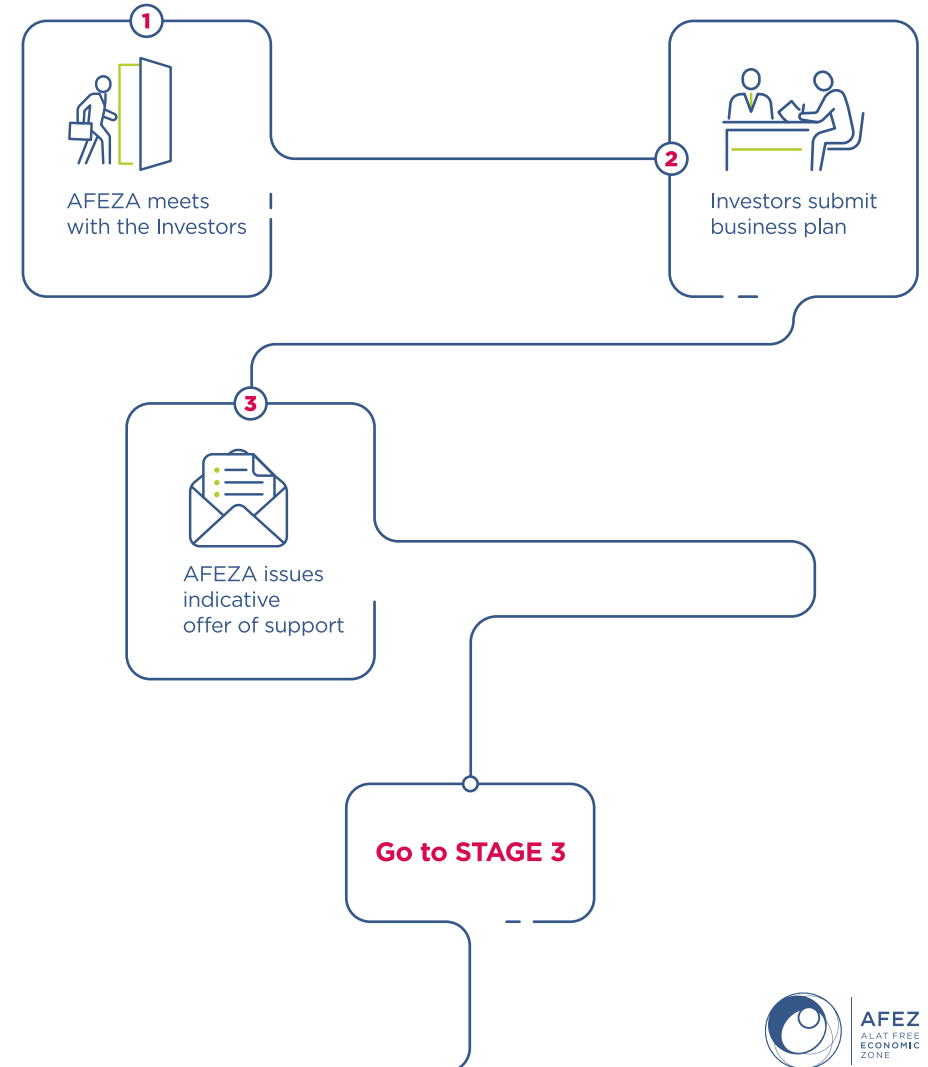 1
AFEZA meets
with the Investors
2
Investors submit
business plan
3
AFEZA issues
indicative
offer of support
Go to STAGE 3
AFEZ
ALAT FREE
ECONOMIC
ZONE